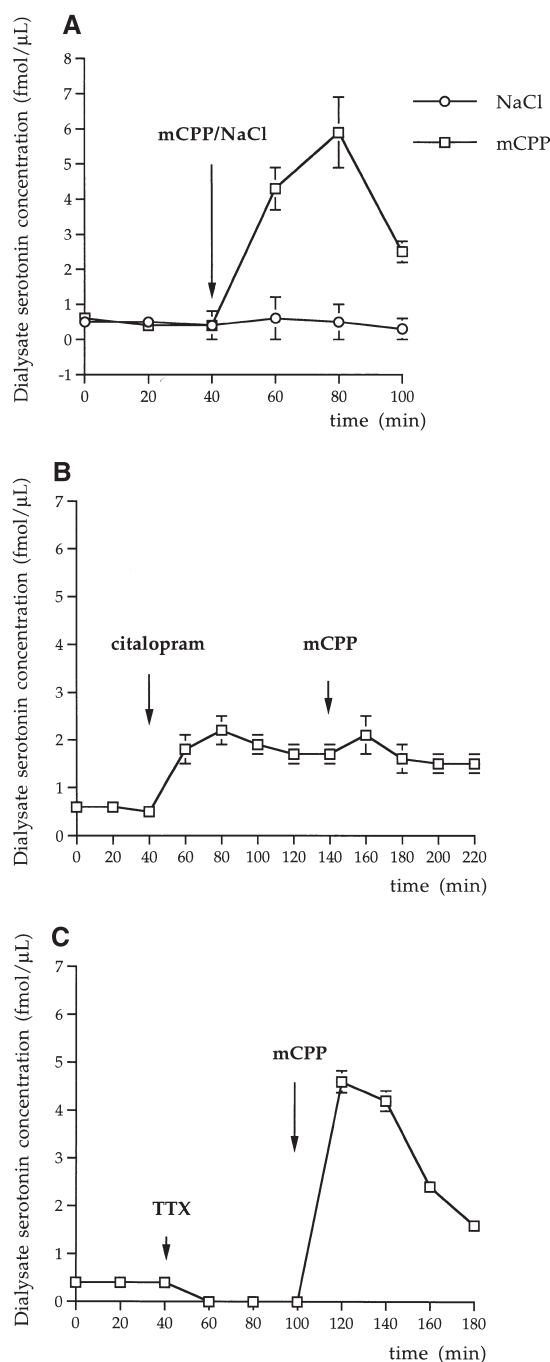 A
Dialysate serotonin concentration (fmol/μL)
8
7
6
5
4
3
2
1
0
-1
mCPP/NaCl
NaCl
mCPP
0 20 40 60 80 100
time (min)
B
Dialysate serotonin concentration (fmol/μL)
7
6
5
4
3
2
1
0
citalopram
mCPP
0 20 40 60 80 100 120 140 160 180 200 220
time (min)
C
Dialysate serotonin concentration (fmol/μL)
7
6
5
4
3
2
1
0
mCPP
TTX
0 20 40 60 80 100 120 140 160 180
time (min)